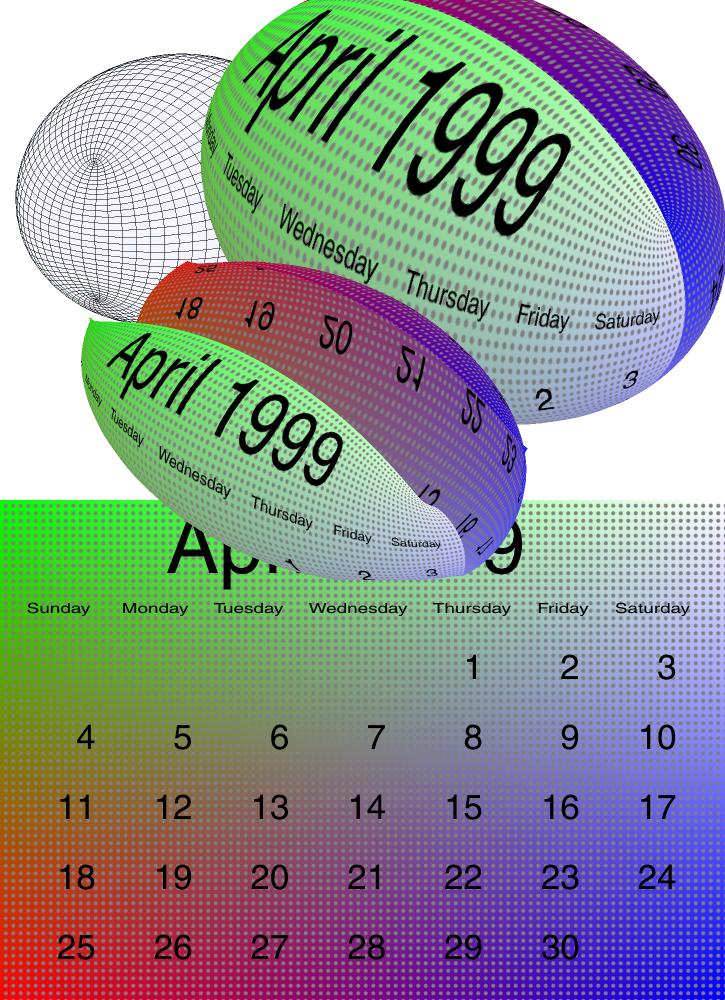 April 1999
30
Tuesday Wednesday Thursday Friday Saturday
2 3
18 19 20 21 22 23
April 1999
Monday Tuesday Wednesday Thursday Friday Saturday
1 2 3
Ap 9
Sunday Monday Tuesday Wednesday Thursday Friday Saturday
1 2 3
4 5 6 7 8 9 10
11 12 13 14 15 16 17
18 19 20 21 22 23 24
25 26 27 28 29 30